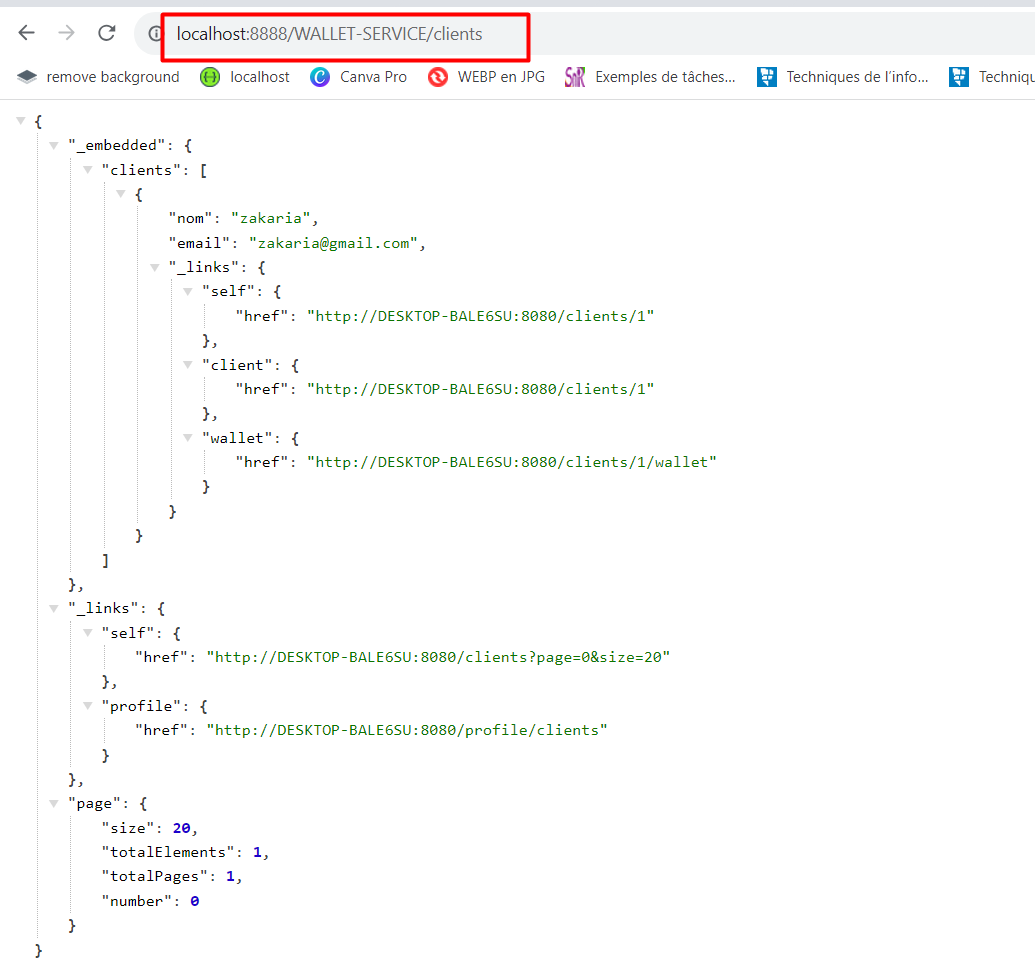 localhost:8888/WALLET-SERVICE/clients
remove background localhost Canva Pro WEBP en JPG SnR Exemples de tâches... Techniques de l'info... Techniqu
{
"_embedded": {
"clients": [
{
"nom": "zakaria",
"email": "zakaria@gmail.com",
"_links": {
"self": {
"href": "http://DESKTOP-BALE6SU:8080/clients/1"
},
"client": {
"href": "http://DESKTOP-BALE6SU:8080/clients/1"
},
"wallet": {
"href": "http://DESKTOP-BALE6SU:8080/clients/1/wallet"
}
}
}
]
},
"_links": {
"self": {
"href": "http://DESKTOP-BALE6SU:8080/clients?page=0&size=20"
},
"profile": {
"href": "http://DESKTOP-BALE6SU:8080/profile/clients"
}
},
"page": {
"size": 20,
"totalElements": 1,
"totalPages": 1,
"number": 0
}
}